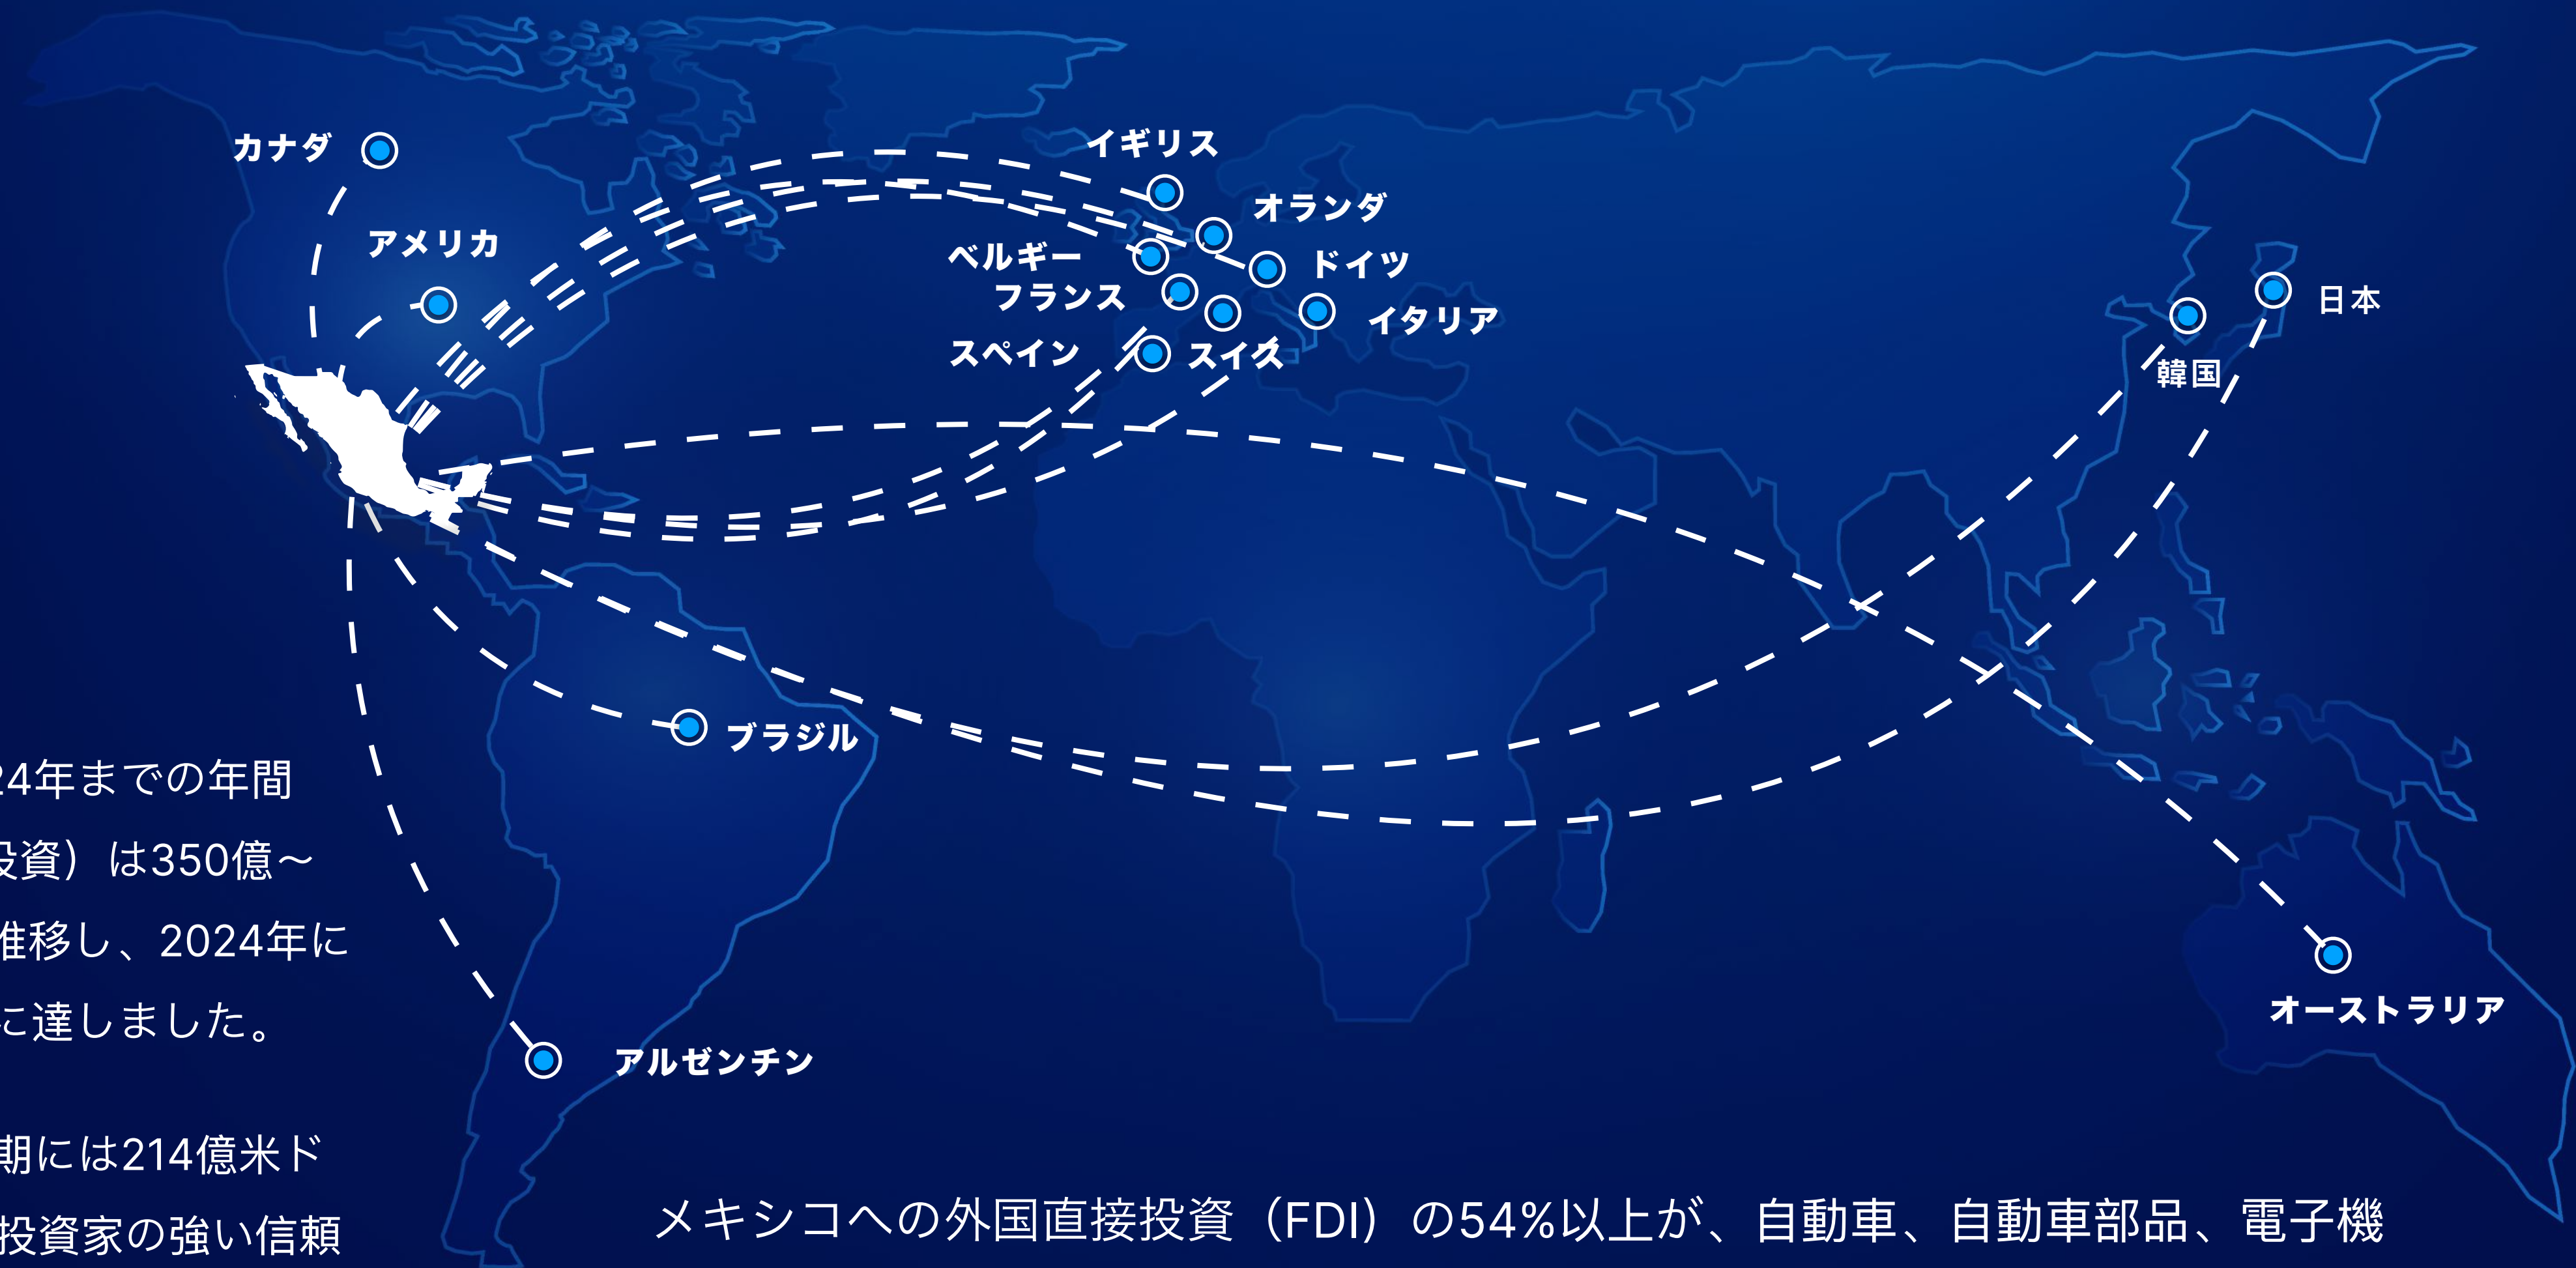 カナダ
イギリス
アメリカ
オランダ
ベルギー
ドイツ
フランス
イタリア
日本
スペイン
スイス
韓国
ブラジル
24年までの年間
投資）は350億～
推移し、2024年に
に達しました。
オーストラリア
アルゼンチン
期には214億米ド
投資家の強い信頼
メキシコへの外国直接投資（FDI）の54%以上が、自動車、自動車部品、電子機